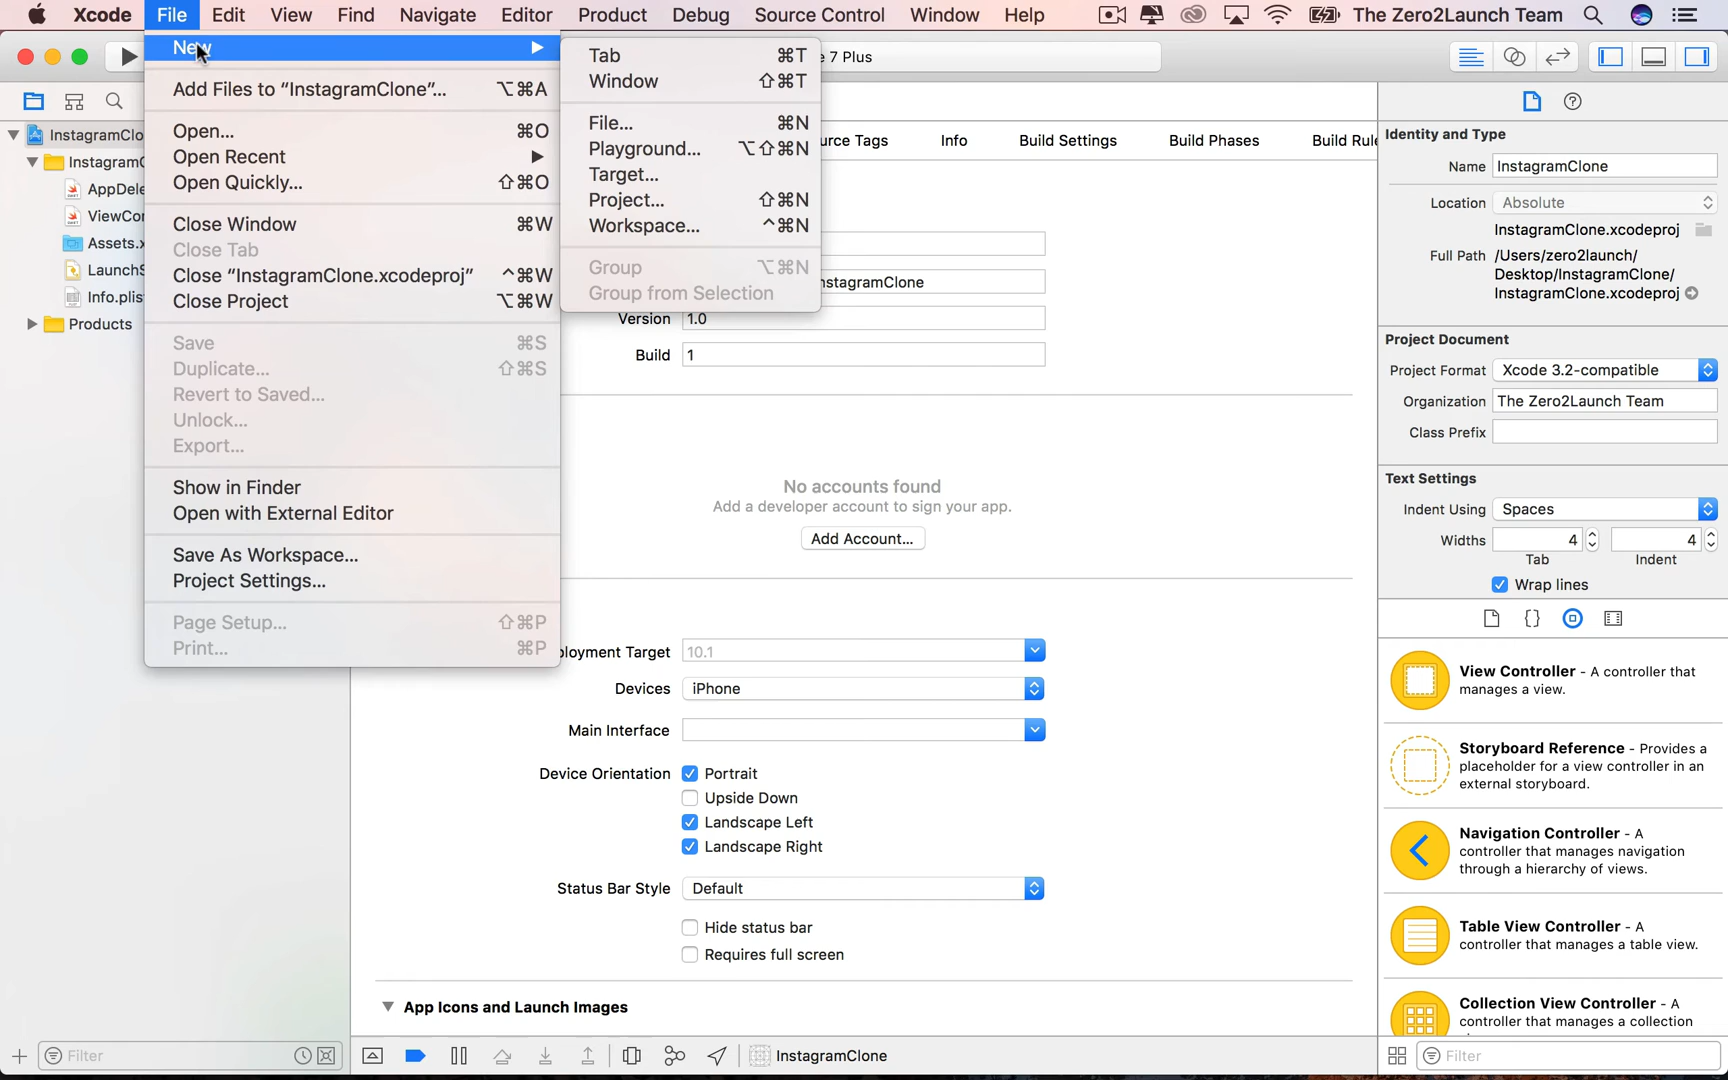 Xcode File Edit View Find Navigate Editor Product Debug Source Control Window Help The Zero2Launch Team
New
Tab ⌘T
Window ⇧⌘T
File... ⌘N
Playground... ⌥⇧⌘N
Target...
Project... ⇧⌘N
Workspace... ^⌘N
Group ⌥⌘N
Group from Selection
Add Files to “InstagramClone”... ⌥⌘A
Open... ⌘O
Open Recent
Open Quickly... ⇧⌘O
Close Window ⌘W
Close Tab
Close “InstagramClone.xcodeproj” ^⌘W
Close Project ⌥⌘W
Save ⌘S
Duplicate... ⇧⌘S
Revert to Saved...
Unlock...
Export...
Show in Finder
Open with External Editor
Save As Workspace...
Project Settings...
Page Setup... ⇧⌘P
Print... ⌘P
InstagramClo
InstagramC
AppDele
ViewCon
Assets.x
LaunchS
Info.plis
Products
Filter
e 7 Plus
urce Tags Info Build Settings Build Phases Build Rule
nstagramClone
Version 1.0
Build 1
No accounts found
Add a developer account to sign your app.
Add Account...
ployment Target 10.1
Devices iPhone
Main Interface
Device Orientation Portrait
Upside Down
Landscape Left
Landscape Right
Status Bar Style Default
Hide status bar
Requires full screen
App Icons and Launch Images
InstagramClone
Identity and Type
Name InstagramClone
Location Absolute
InstagramClone.xcodeproj
Full Path /Users/zero2launch/
Desktop/InstagramClone/
InstagramClone.xcodeproj
Project Document
Project Format Xcode 3.2-compatible
Organization The Zero2Launch Team
Class Prefix
Text Settings
Indent Using Spaces
Widths 4 4
Tab Indent
Wrap lines
{}
View Controller - A controller that
manages a view.
Storyboard Reference - Provides a
placeholder for a view controller in an
external storyboard.
Navigation Controller - A
controller that manages navigation
through a hierarchy of views.
Table View Controller - A
controller that manages a table view.
Collection View Controller - A
controller that manages a collection
Filter